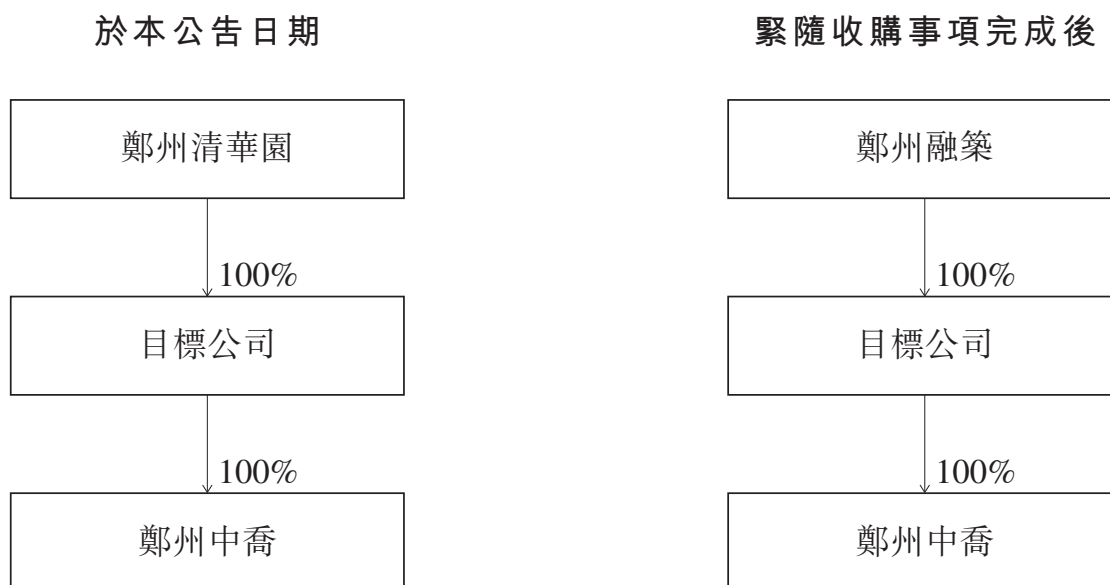 於本公告日期
鄭州清華園
100%
目標公司
100%
鄭州中喬
緊隨收購事項完成後
鄭州融築
100%
目標公司
100%
鄭州中喬